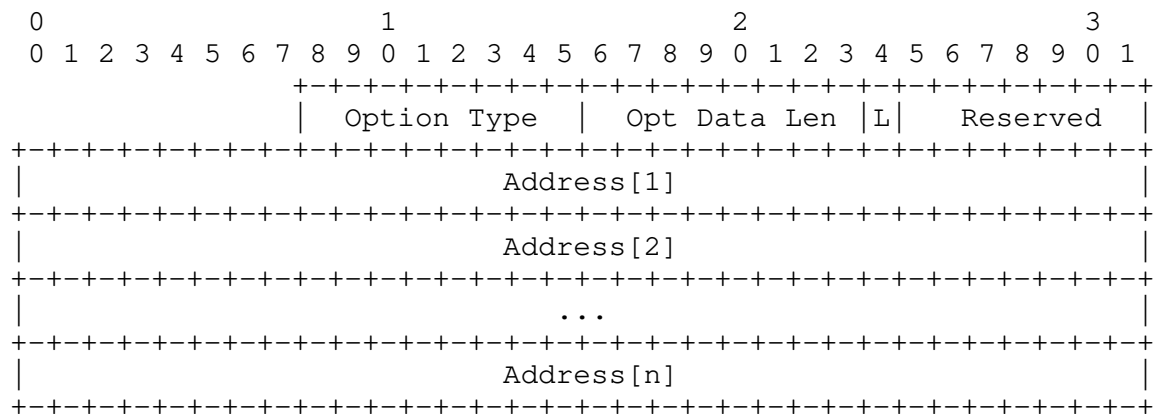 0                   1                   2                   3
 0 1 2 3 4 5 6 7 8 9 0 1 2 3 4 5 6 7 8 9 0 1 2 3 4 5 6 7 8 9 0 1
                +-+-+-+-+-+-+-+-+-+-+-+-+-+-+-+-+-+-+-+-+-+-+-+-+
                |  Option Type  |  Opt Data Len |L|   Reserved  |
+-+-+-+-+-+-+-+-+-+-+-+-+-+-+-+-+-+-+-+-+-+-+-+-+-+-+-+-+-+-+-+-+
|                           Address[1]                          |
+-+-+-+-+-+-+-+-+-+-+-+-+-+-+-+-+-+-+-+-+-+-+-+-+-+-+-+-+-+-+-+-+
|                           Address[2]                          |
+-+-+-+-+-+-+-+-+-+-+-+-+-+-+-+-+-+-+-+-+-+-+-+-+-+-+-+-+-+-+-+-+
|                              ...                              |
+-+-+-+-+-+-+-+-+-+-+-+-+-+-+-+-+-+-+-+-+-+-+-+-+-+-+-+-+-+-+-+-+
|                           Address[n]                          |
+-+-+-+-+-+-+-+-+-+-+-+-+-+-+-+-+-+-+-+-+-+-+-+-+-+-+-+-+-+-+-+-+